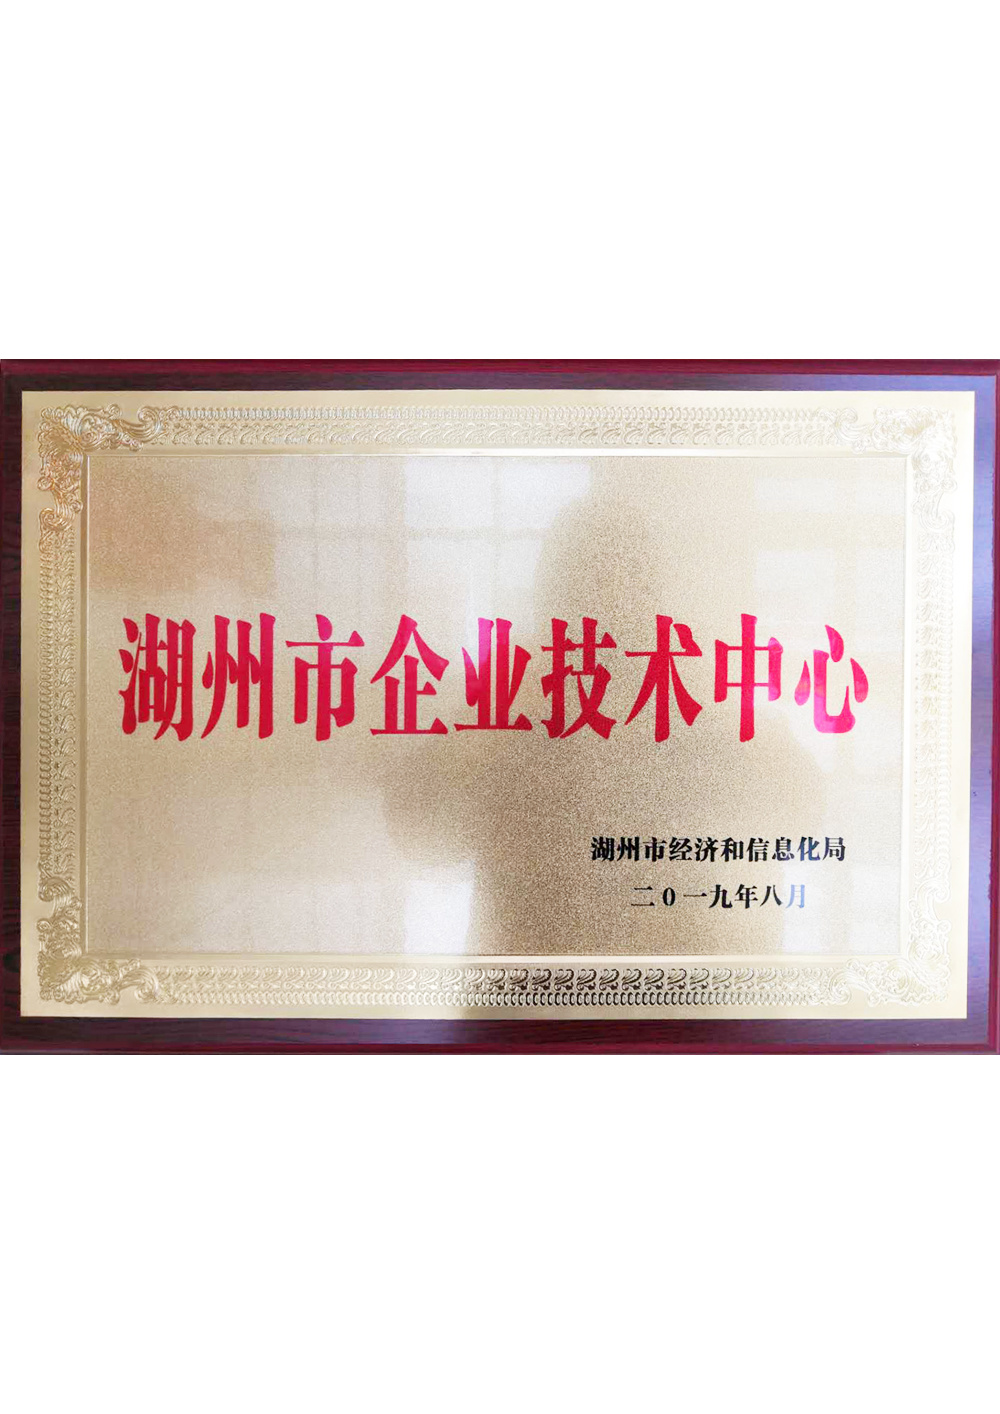 湖州市企业技术中心
湖州市经济和信息化局
二0一九年八月